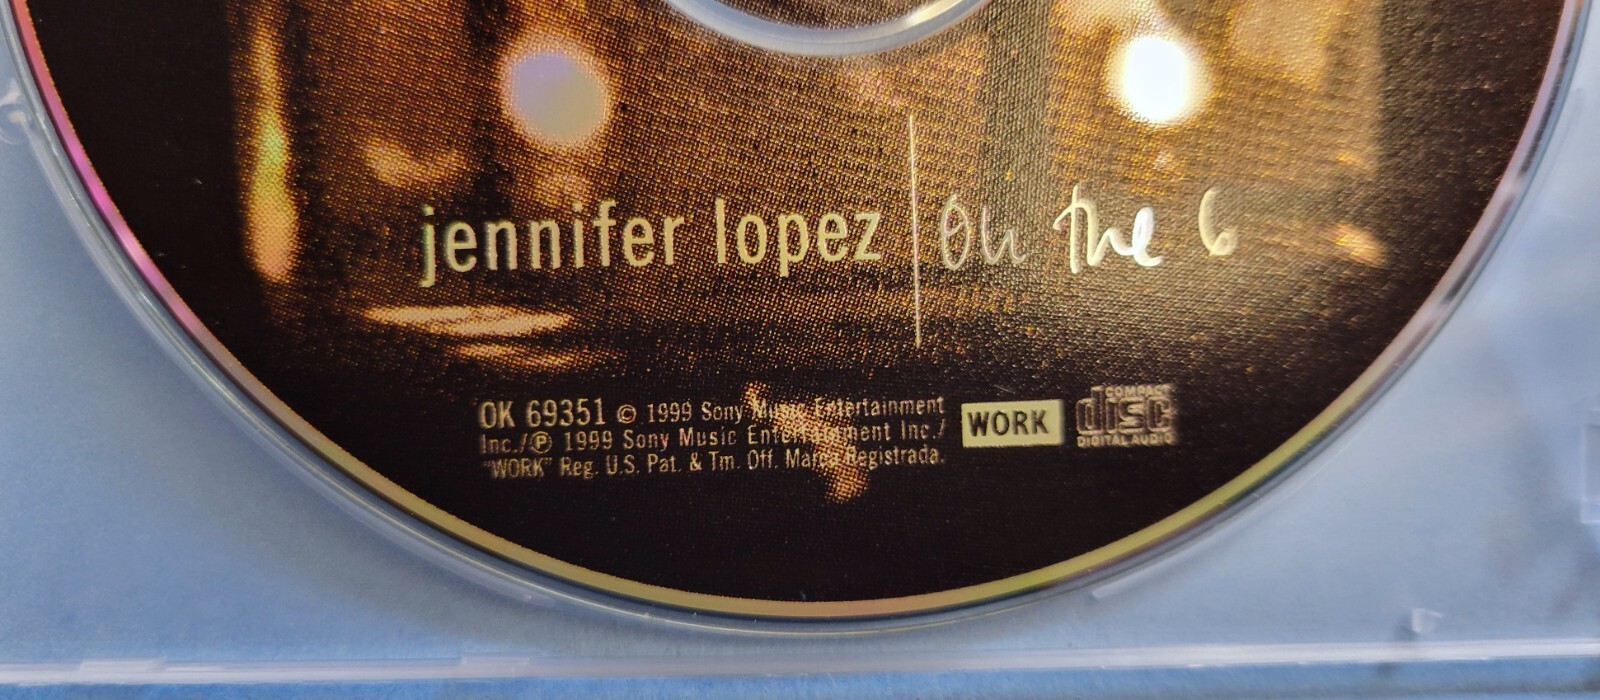 jennifer lopez | On the 6
OK 69351 © 1999 Sony Music Entertainment
Inc./℗ 1999 Sony Music Entertainment Inc./
"WORK" Reg. U.S. Pat. & Tm. Off. Marca Registrada.
WORK
COMPACT
disc
DIGITAL AUDIO